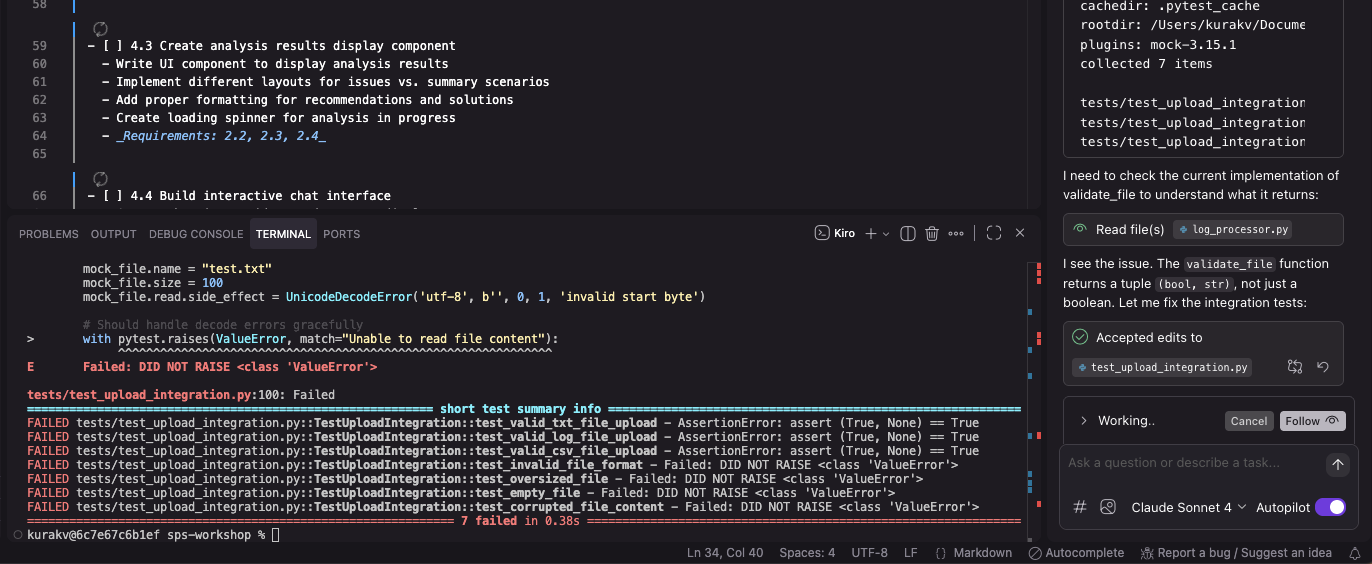 58
59 - [ ] 4.3 Create analysis results display component
60 - Write UI component to display analysis results
61 - Implement different layouts for issues vs. summary scenarios
62 - Add proper formatting for recommendations and solutions
63 - Create loading spinner for analysis in progress
64 - _Requirements: 2.2, 2.3, 2.4_
65
66 - [ ] 4.4 Build interactive chat interface
PROBLEMS OUTPUT DEBUG CONSOLE TERMINAL PORTS Kiro
mock_file.name = "test.txt"
mock_file.size = 100
mock_file.read.side_effect = UnicodeDecodeError('utf-8', b'', 0, 1, 'invalid start byte')
# Should handle decode errors gracefully
> with pytest.raises(ValueError, match="Unable to read file content"):
^^^^^^^^^^^^^^^^^^^^^^^^^^^^^^^^^^^^^^^^^^^^^^^^^^^^^^^^^^^^
E Failed: DID NOT RAISE <class 'ValueError'>
tests/test_upload_integration.py:100: Failed
short test summary info
FAILED tests/test_upload_integration.py::TestUploadIntegration::test_valid_txt_file_upload - AssertionError: assert (True, None) == True
FAILED tests/test_upload_integration.py::TestUploadIntegration::test_valid_log_file_upload - AssertionError: assert (True, None) == True
FAILED tests/test_upload_integration.py::TestUploadIntegration::test_valid_csv_file_upload - AssertionError: assert (True, None) == True
FAILED tests/test_upload_integration.py::TestUploadIntegration::test_invalid_file_format - Failed: DID NOT RAISE <class 'ValueError'>
FAILED tests/test_upload_integration.py::TestUploadIntegration::test_oversized_file - Failed: DID NOT RAISE <class 'ValueError'>
FAILED tests/test_upload_integration.py::TestUploadIntegration::test_empty_file - Failed: DID NOT RAISE <class 'ValueError'>
FAILED tests/test_upload_integration.py::TestUploadIntegration::test_corrupted_file_content - Failed: DID NOT RAISE <class 'ValueError'>
7 failed in 0.38s
kurakv@6c7e67c6b1ef sps-workshop %
cachedir: .pytest_cache
rootdir: /Users/kurakv/Docume
plugins: mock-3.15.1
collected 7 items
tests/test_upload_integration
tests/test_upload_integration
tests/test_upload_integration
I need to check the current implementation of
validate_file to understand what it returns:
Read file(s) log_processor.py
I see the issue. The validate_file function
returns a tuple (bool, str), not just a
boolean. Let me fix the integration tests:
Accepted edits to
test_upload_integration.py
Working..
Cancel
Follow
Ask a question or describe a task...
# Claude Sonnet 4 Autopilot
Ln 34, Col 40 Spaces: 4 UTF-8 LF {} Markdown Autocomplete Report a bug / Suggest an idea